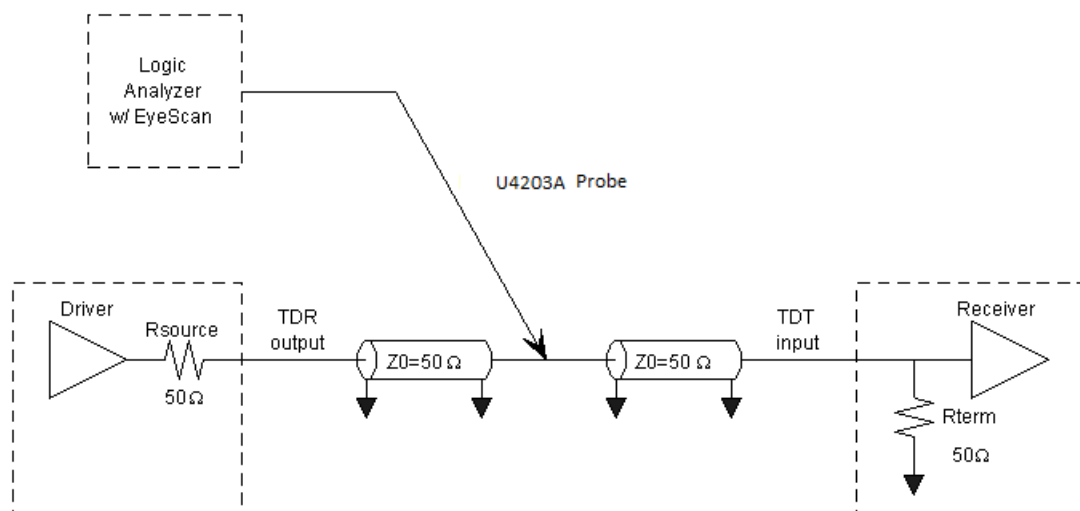 Logic
Analyzer
w/ EyeScan
U4203A Probe
Driver
Rsource
50Ω
TDR
output
Z0=50 Ω
Z0=50 Ω
TDT
input
Receiver
Rterm
50Ω